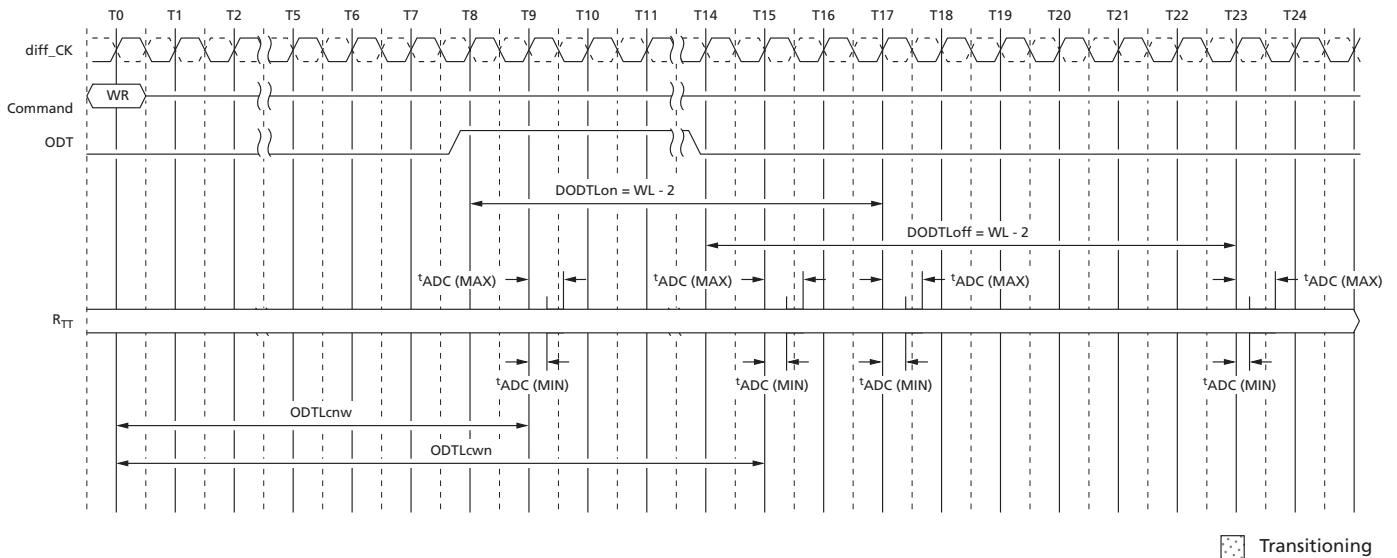 T0 T1 T2 T5 T6 T7 T8 T9 T10 T11 T14 T15 T16 T17 T18 T19 T20 T21 T22 T23 T24
diff_CK
WR
Command
ODT
DODTLon = WL - 2
DODTLoff = WL - 2
tADC (MAX) tADC (MAX) tADC (MAX) tADC (MAX)
RTT
tADC (MIN) tADC (MIN) tADC (MIN) tADC (MIN)
ODTLcnw
ODTLcwn
Transitioning